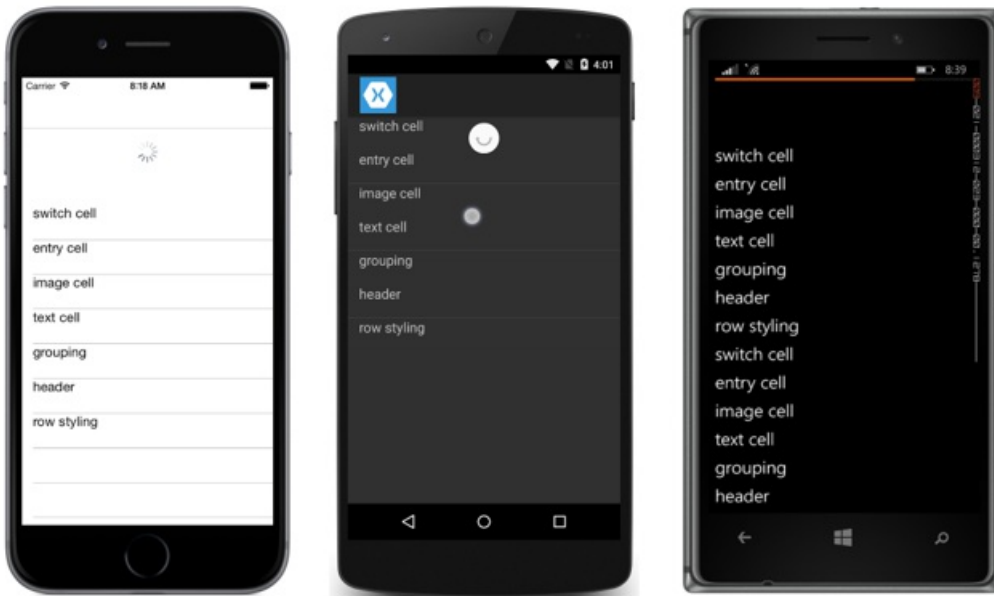 Carrier
8:18 AM
switch cell
entry cell
image cell
text cell
grouping
header
row styling
4:01
X
switch cell
entry cell
image cell
text cell
grouping
header
row styling
8:39
switch cell
entry cell
image cell
text cell
grouping
header
row styling
switch cell
entry cell
image cell
text cell
grouping
header